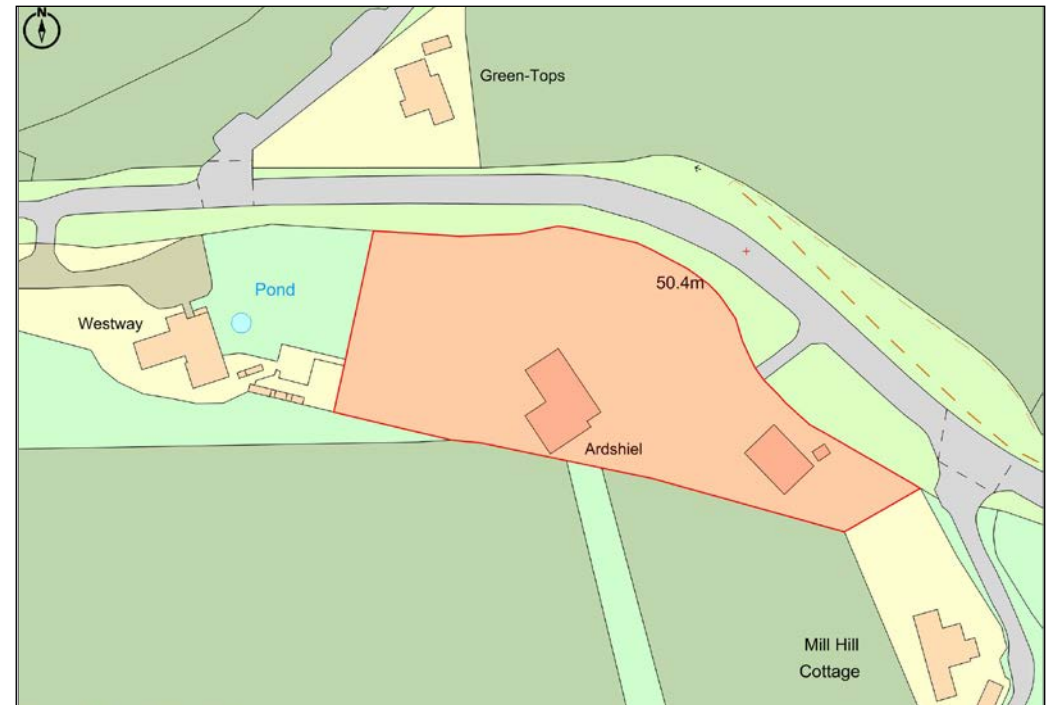 N
Green-Tops
Pond
50.4m
Westway
Ardshiel
Mill Hill
Cottage